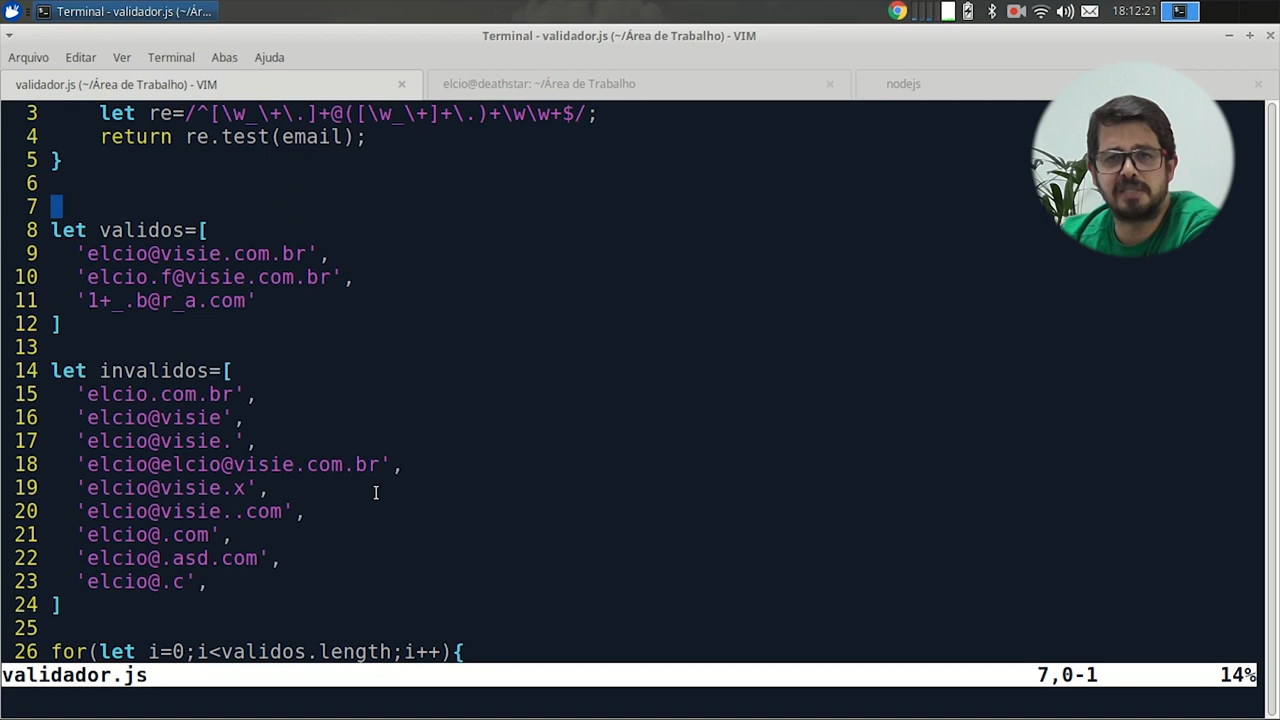 Terminal - validador.js (~/Ár...
18:12:21
Terminal - validador.js (~/Área de Trabalho) - VIM
Arquivo Editar Ver Terminal Abas Ajuda
validador.js (~/Área de Trabalho) - VIM
elcio@deathstar: ~/Área de Trabalho
nodejs
3 let re=/^[\w_\+\.]+@([\w_\+]+\.)+\w\w+$/;
4 return re.test(email);
5 }
6
7
8 let validos=[
9 'elcio@visie.com.br',
10 'elcio.f@visie.com.br',
11 '1+_.b@r_a.com'
12 ]
13
14 let invalidos=[
15 'elcio.com.br',
16 'elcio@visie',
17 'elcio@visie.',
18 'elcio@elcio@visie.com.br',
19 'elcio@visie.x',
20 'elcio@visie..com',
21 'elcio@.com',
22 'elcio@.asd.com',
23 'elcio@.c',
24 ]
25
26 for(let i=0;i<validos.length;i++){
validador.js 7,0-1 14%